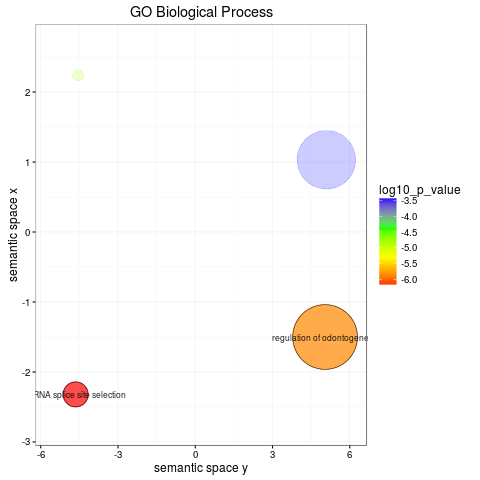 GO Biological Process
semantic space x
2
1
0
-1
-2
-3
regulation of odontogene
RNA splice site selection
-6
-3
0
3
6
semantic space y
log10_p_value
-3.5
-4.0
-4.5
-5.0
-5.5
-6.0